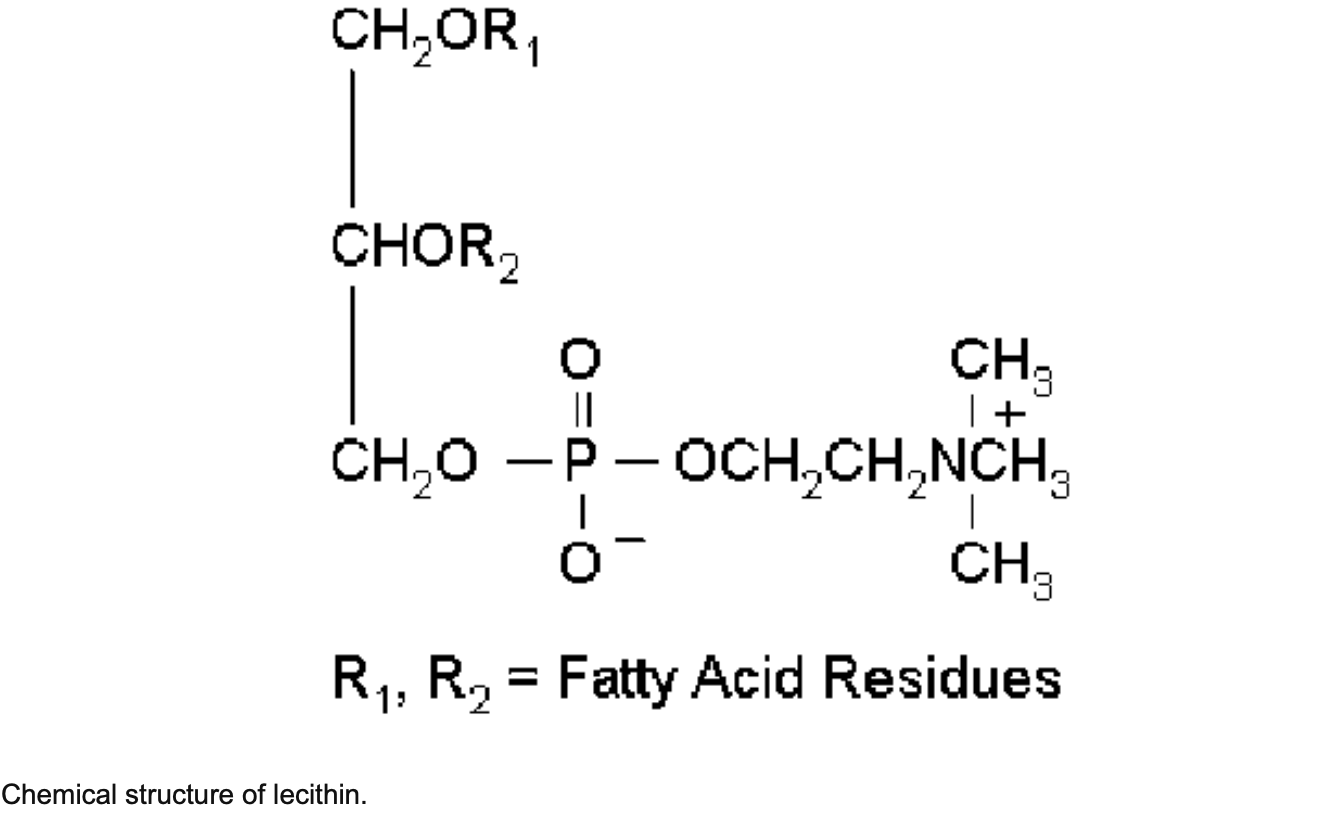 CH₂OR₁
CHOR₂
O CH₃
|| | +
CH₂O – P – OCH₂CH₂NCH₃
| |
O – CH₃
R₁, R₂ = Fatty Acid Residues
Chemical structure of lecithin.